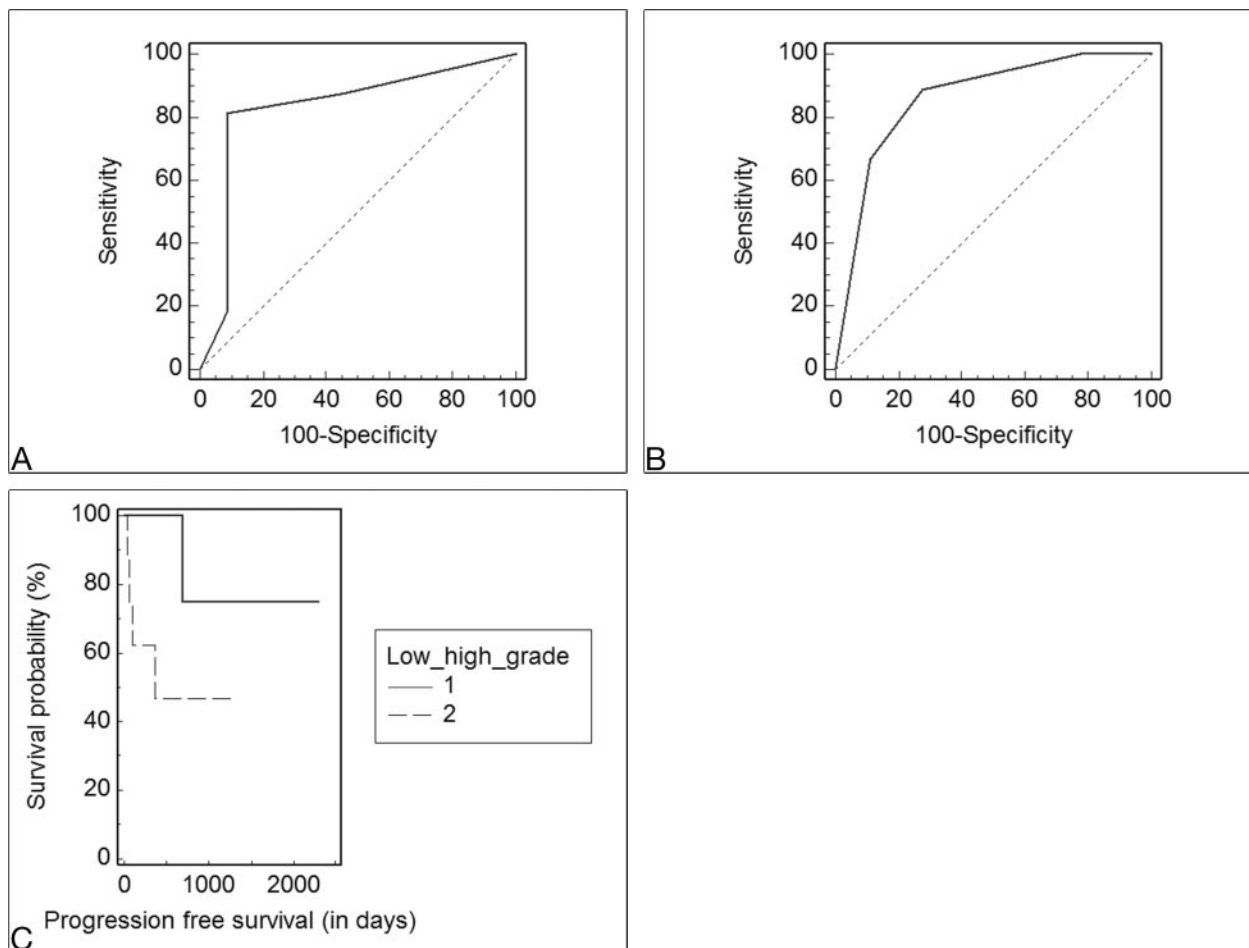 100
80
60
40
20
0
Sensitivity
0 20 40 60 80 100
100-Specificity
A
100
80
60
40
20
0
Sensitivity
0 20 40 60 80 100
100-Specificity
B
100
80
60
40
20
0
Survival probability (%)
0 1000 2000
Progression free survival (in days)
C
Low_high_grade
1
2